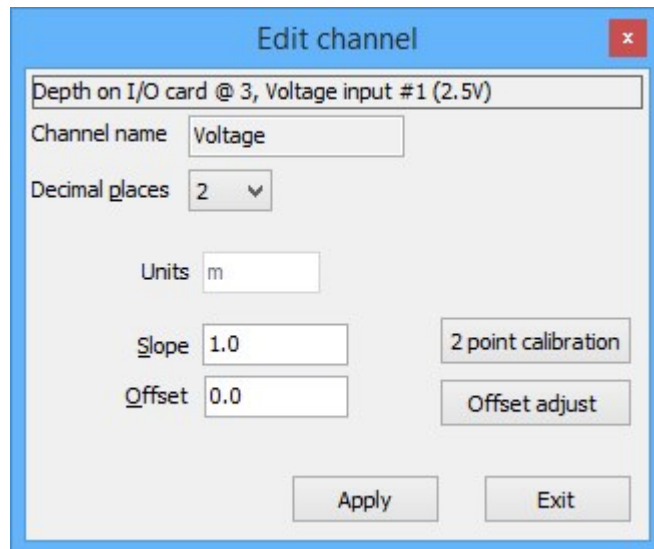 Edit channel
x
Depth on I/O card @ 3, Voltage input #1 (2.5V)
Channel name Voltage
Decimal places 2
Units m
Slope 1.0
2 point calibration
Offset 0.0
Offset adjust
Apply Exit